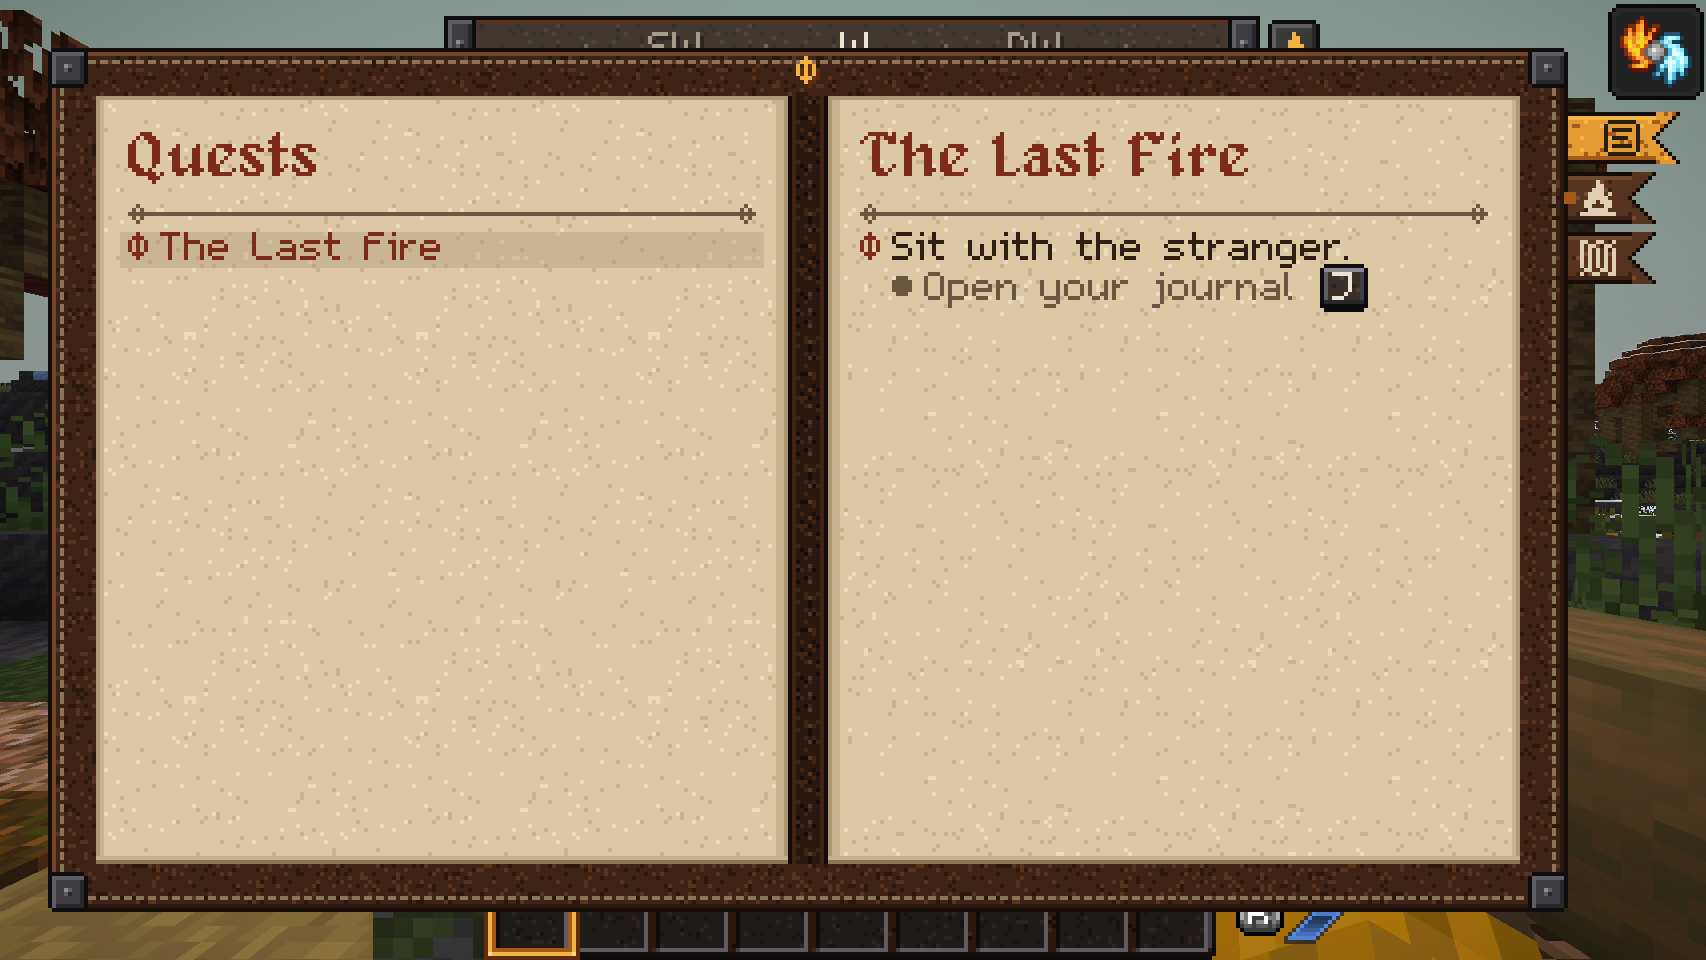 W
Quests
The Last Fire
The Last Fire
Sit with the stranger.
Open your journal J